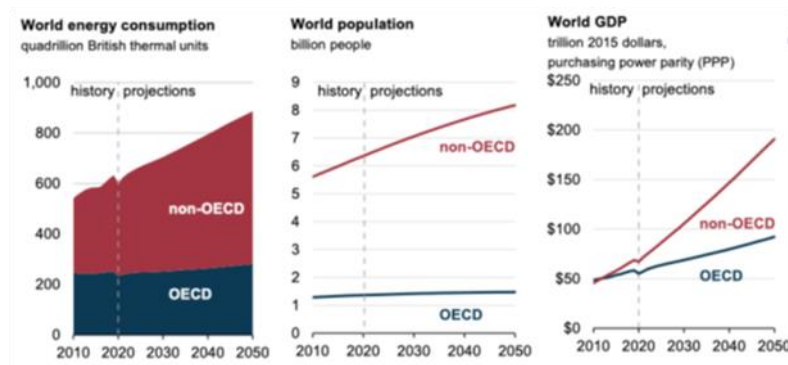 World energy consumption
quadrillion British thermal units
1,000
800
600
400
200
0
history
projections
non-OECD
OECD
2010 2020 2030 2040 2050
World population
billion people
9
8
7
6
5
4
3
2
1
0
history
projections
non-OECD
OECD
2010 2020 2030 2040 2050
World GDP
trillion 2015 dollars,
purchasing power parity (PPP)
$250
$200
$150
$100
$50
$0
history
projections
non-OECD
OECD
2010 2020 2030 2040 2050